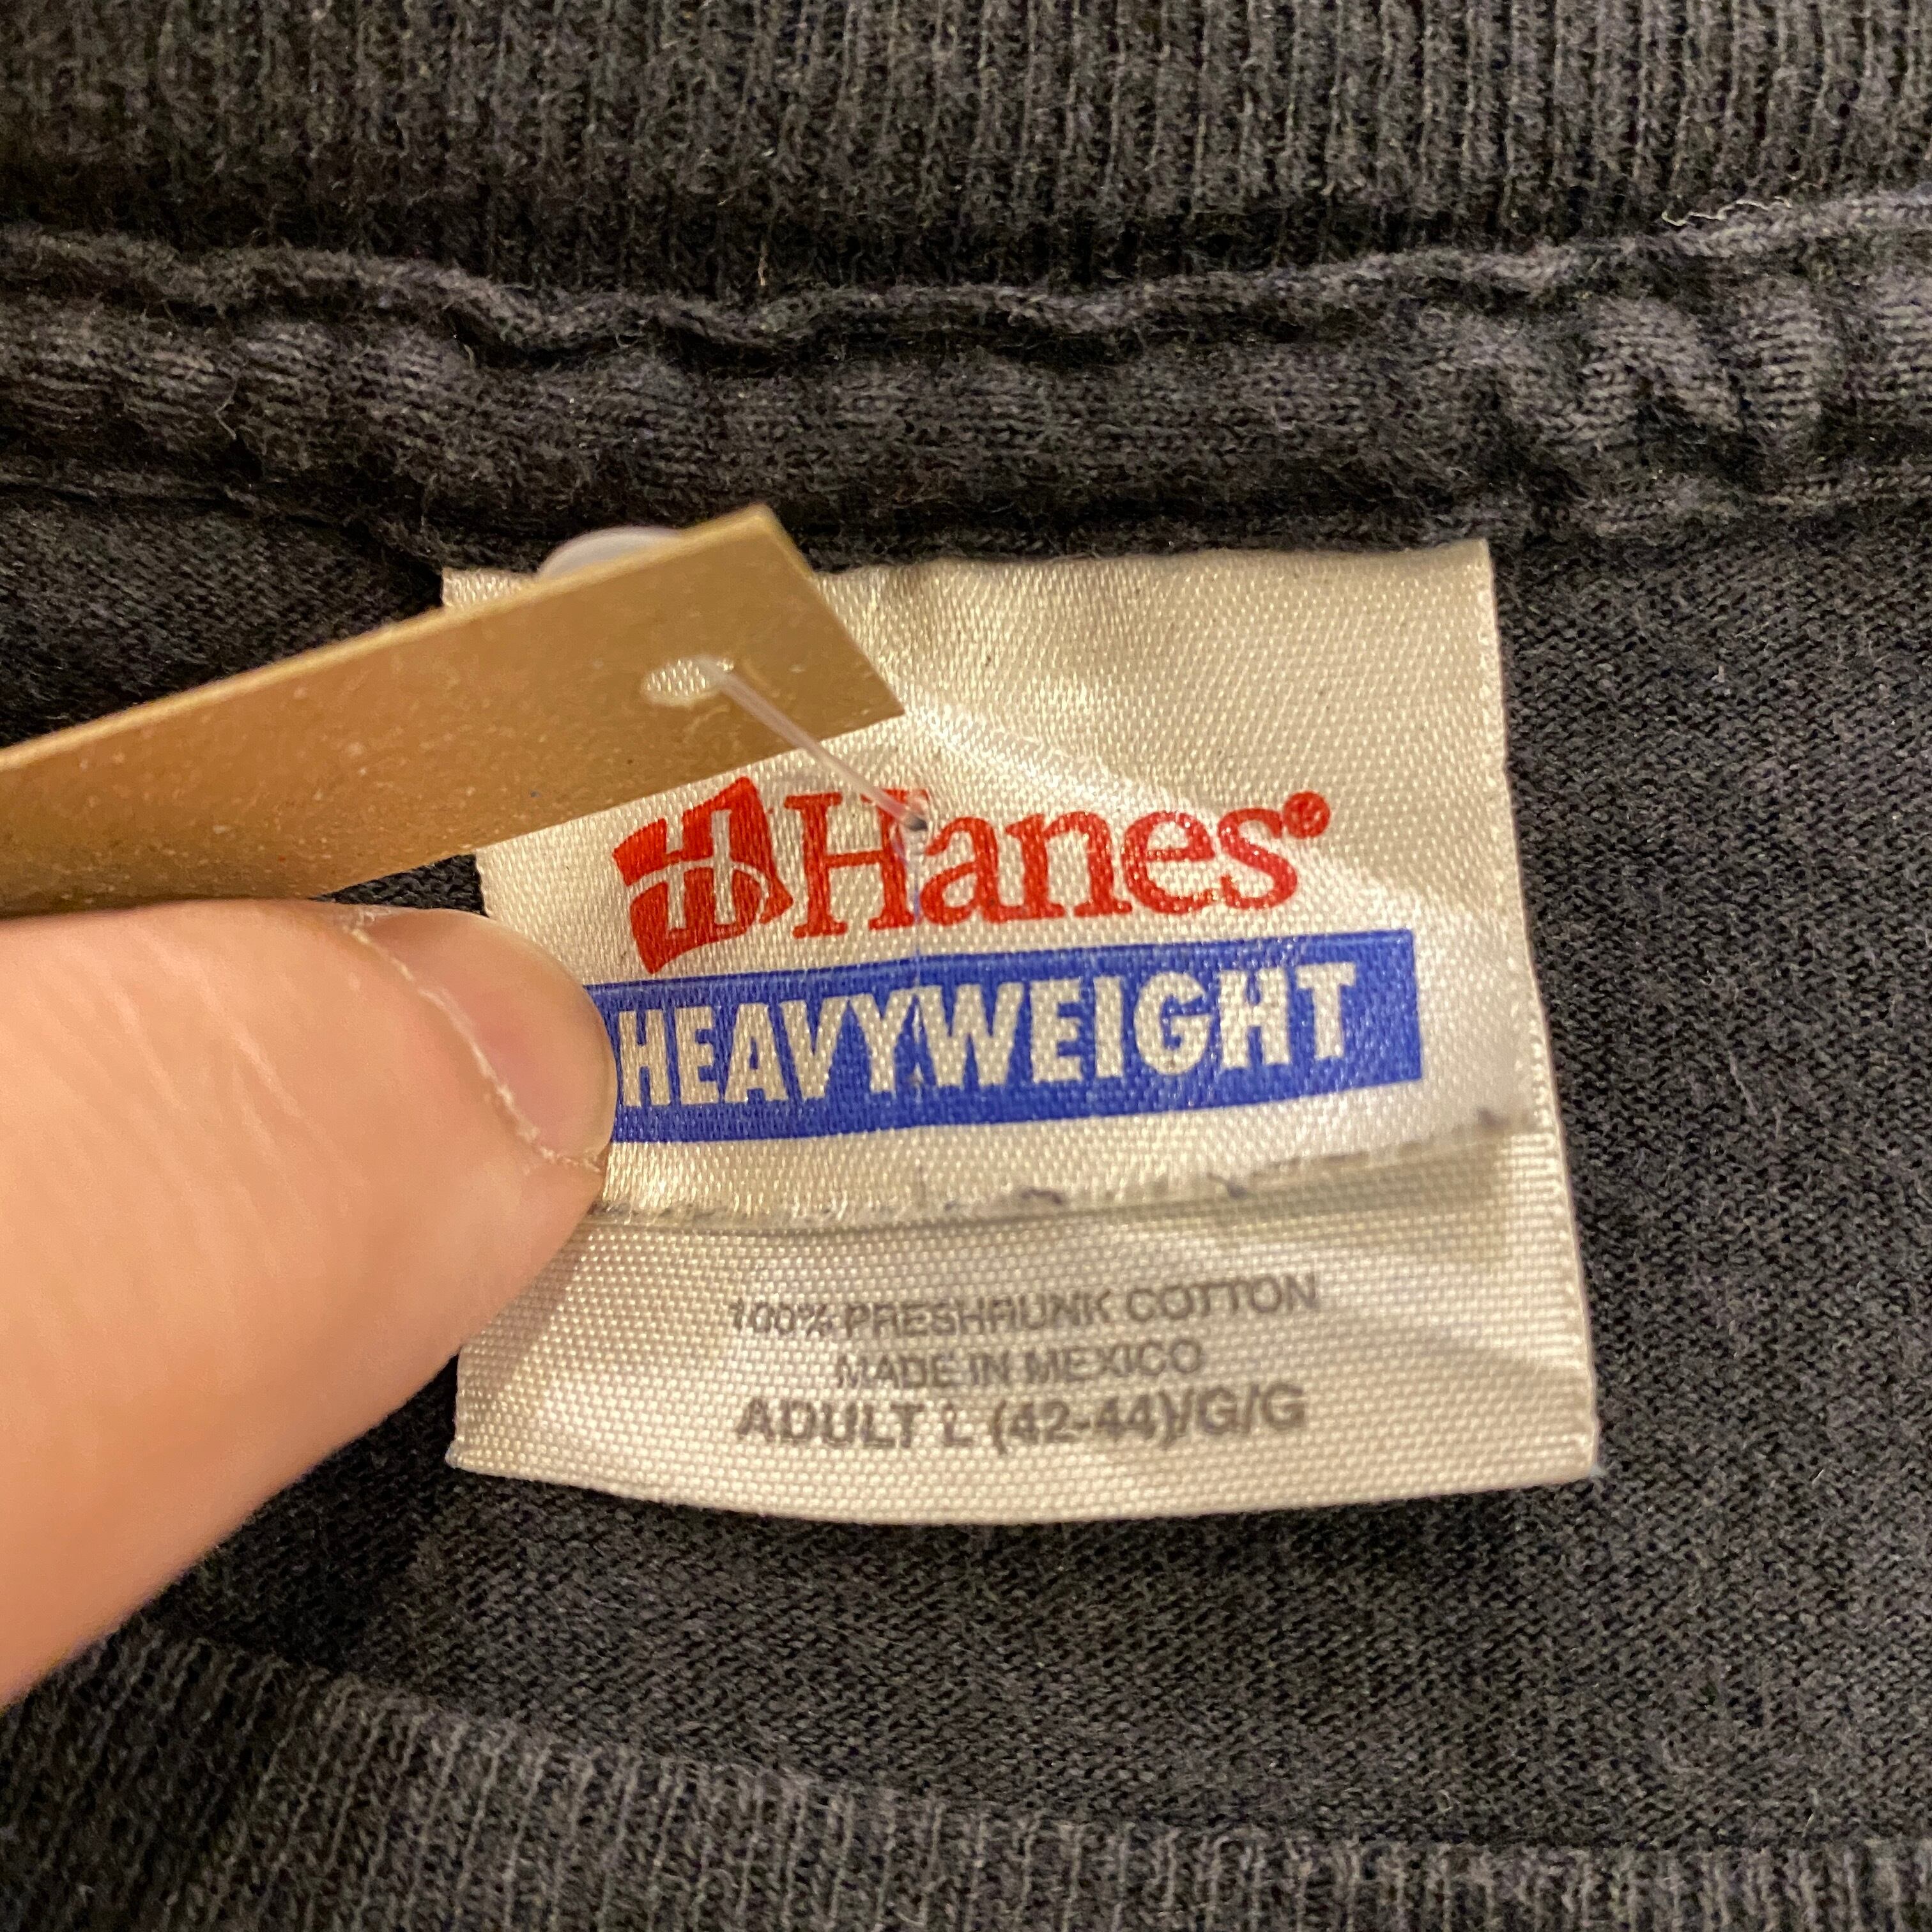 Hanes®
HEAVYWEIGHT
100% PRESHRUNK COTTON
MADE IN MEXICO
ADULT L (42-44)/G/G